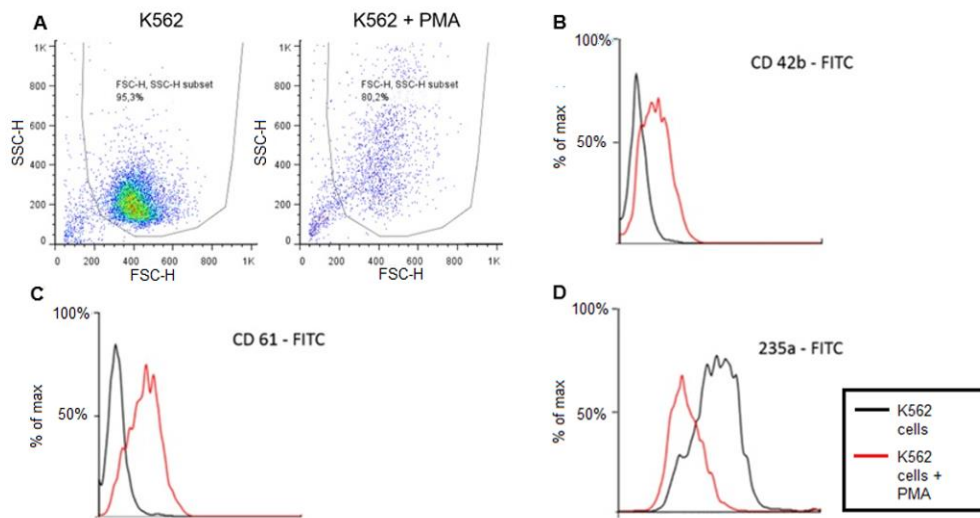 A
K562
K562 + PMA
1K
800
600
400
200
0
SSC-H
FSC-H, SSC-H subset
95,3%
0 200 400 600 800 1K
FSC-H
1K
800
600
400
200
0
SSC-H
FSC-H, SSC-H subset
80,2%
0 200 400 600 800 1K
FSC-H
B
100%
50%
% of max
CD 42b - FITC
C
100%
50%
% of max
CD 61 - FITC
D
100%
50%
% of max
235a - FITC
K562
cells
K562
cells +
PMA